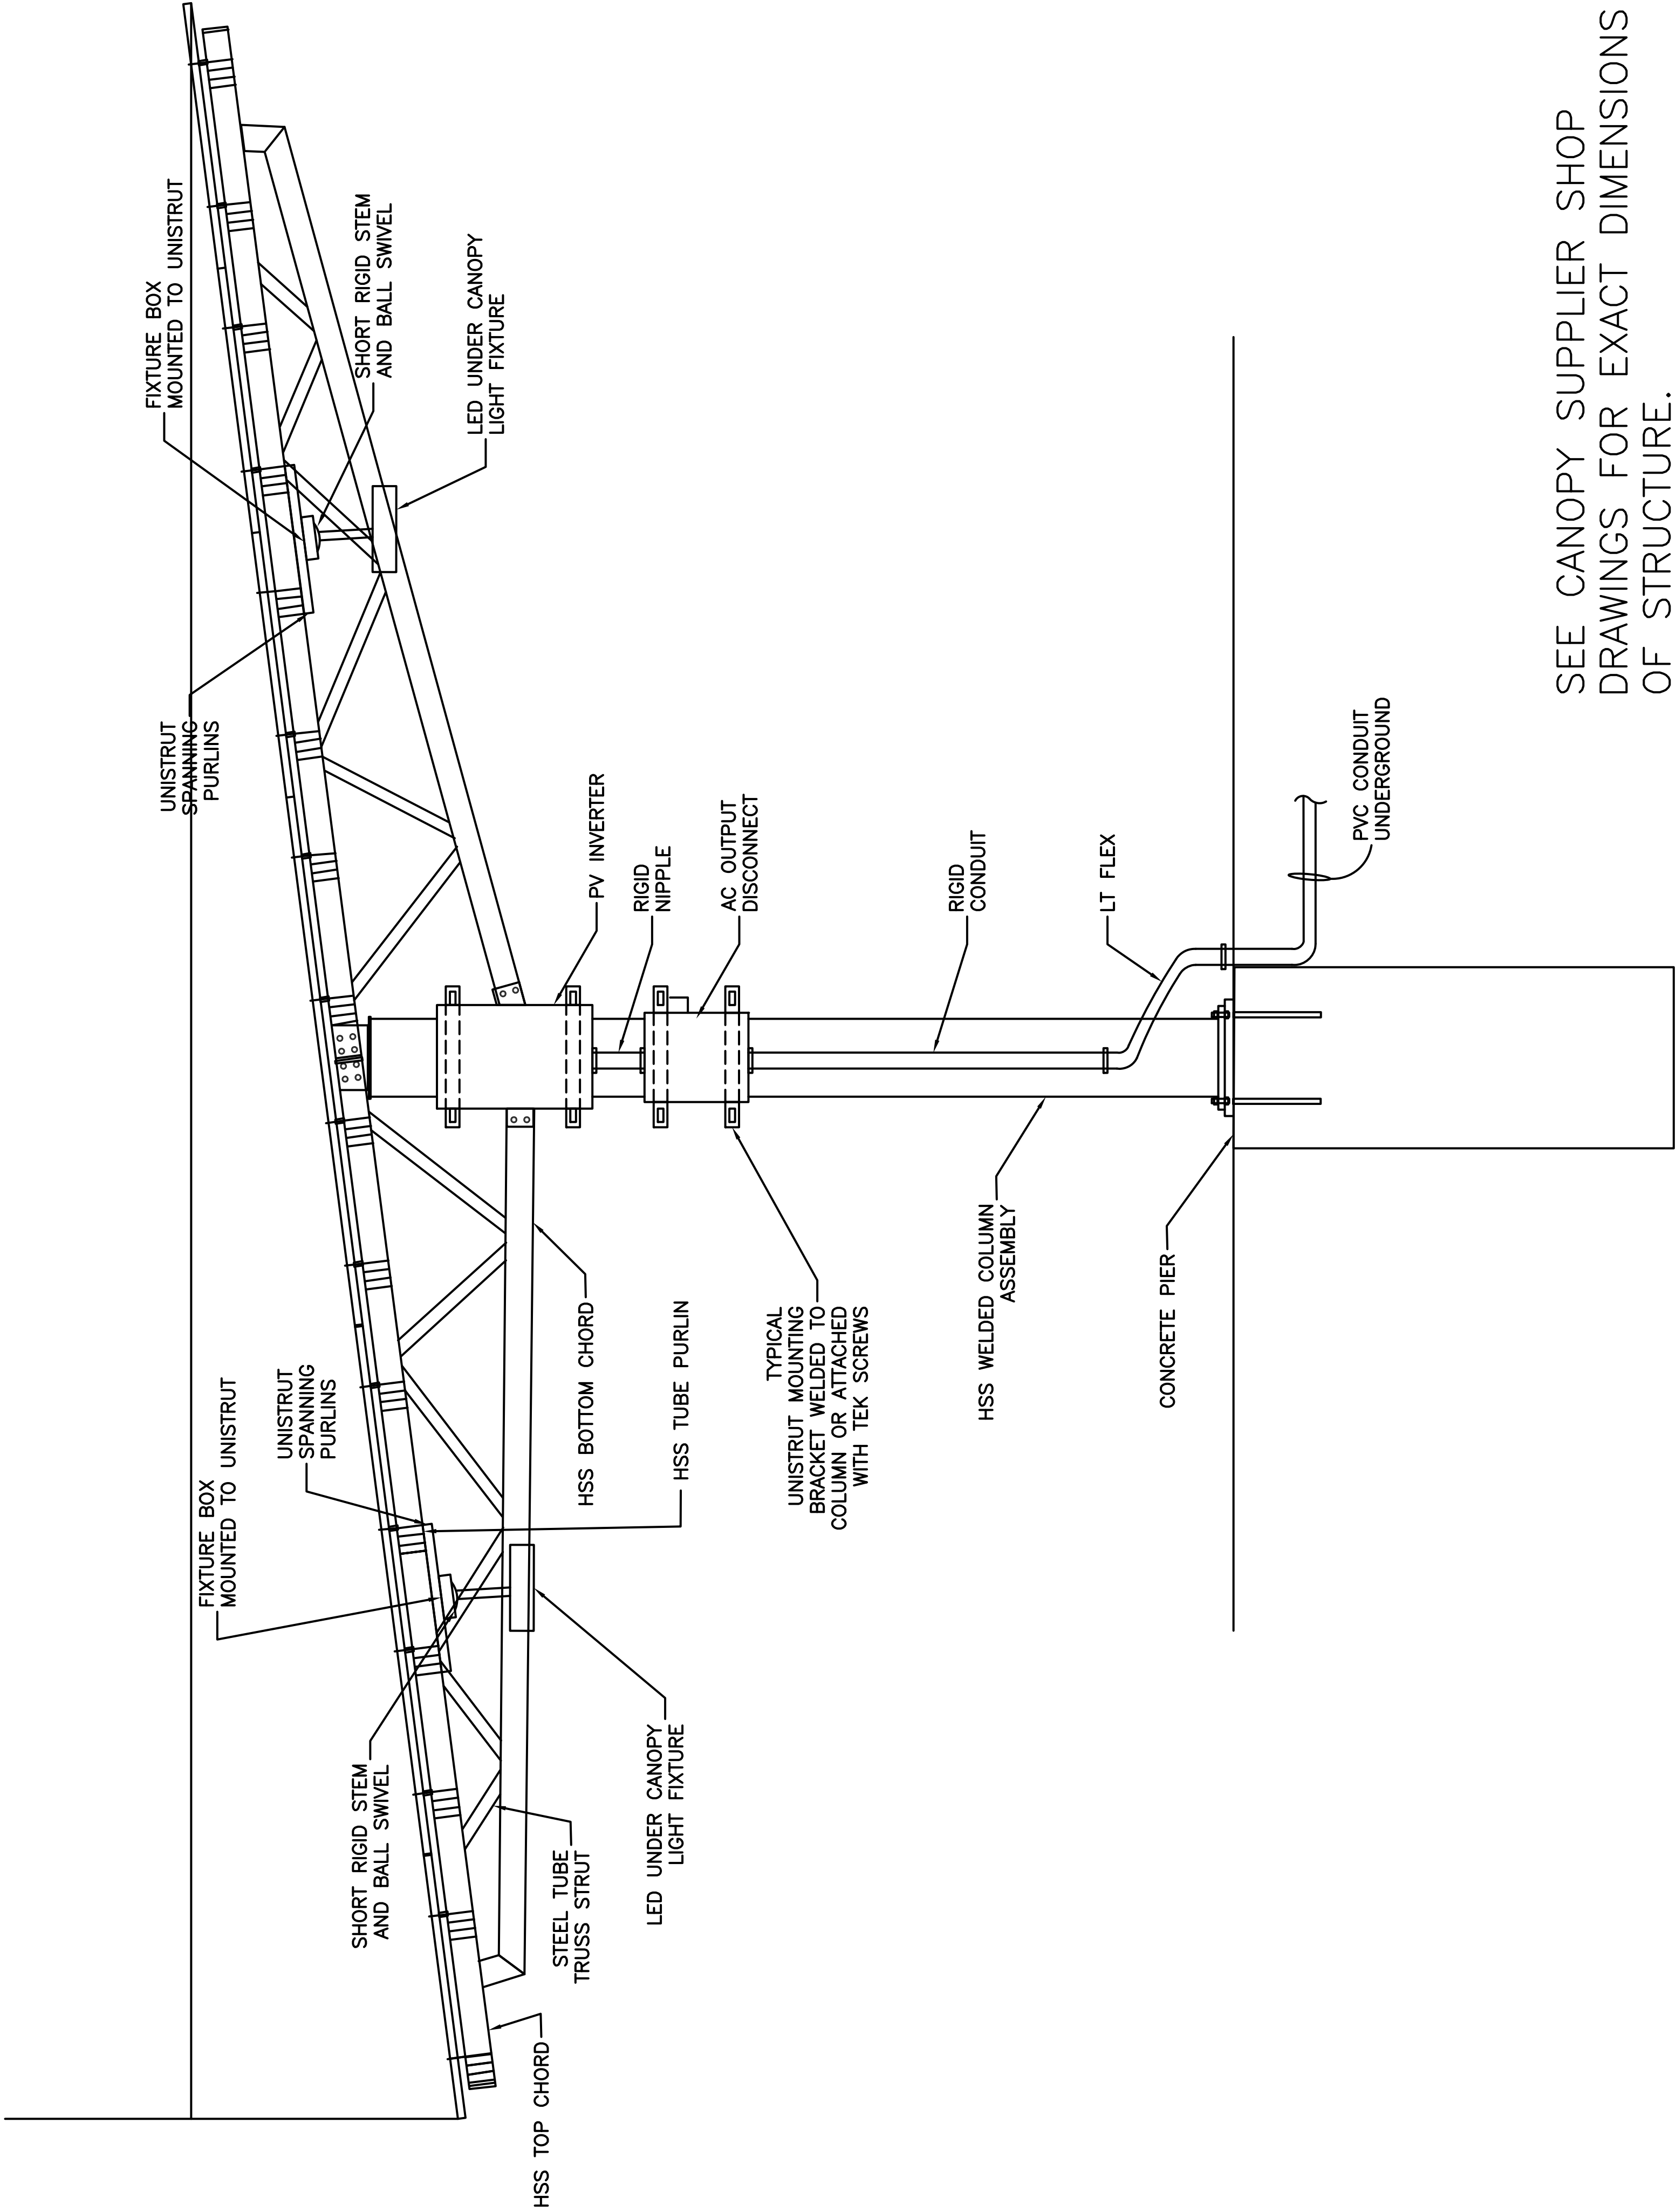 FIXTURE BOX
MOUNTED TO UNISTRUT
SHORT RIGID STEM
AND BALL SWIVEL
LED UNDER CANOPY
LIGHT FIXTURE
UNISTRUT
SPANNING
PURLINS
FIXTURE BOX
MOUNTED TO UNISTRUT
UNISTRUT
SPANNING
PURLINS
SHORT RIGID STEM
AND BALL SWIVEL
HSS TOP CHORD
STEEL TUBE
TRUSS STRUT
LED UNDER CANOPY
LIGHT FIXTURE
HSS BOTTOM CHORD
HSS TUBE PURLIN
PV INVERTER
RIGID
NIPPLE
AC OUTPUT
DISCONNECT
TYPICAL
UNISTRUT MOUNTING
BRACKET WELDED TO
COLUMN OR ATTACHED
WITH TEK SCREWS
RIGID
CONDUIT
HSS WELDED COLUMN
ASSEMBLY
LT FLEX
CONCRETE PIER
PVC CONDUIT
UNDERGROUND
SEE CANOPY SUPPLIER SHOP
DRAWINGS FOR EXACT DIMENSIONS
OF STRUCTURE.